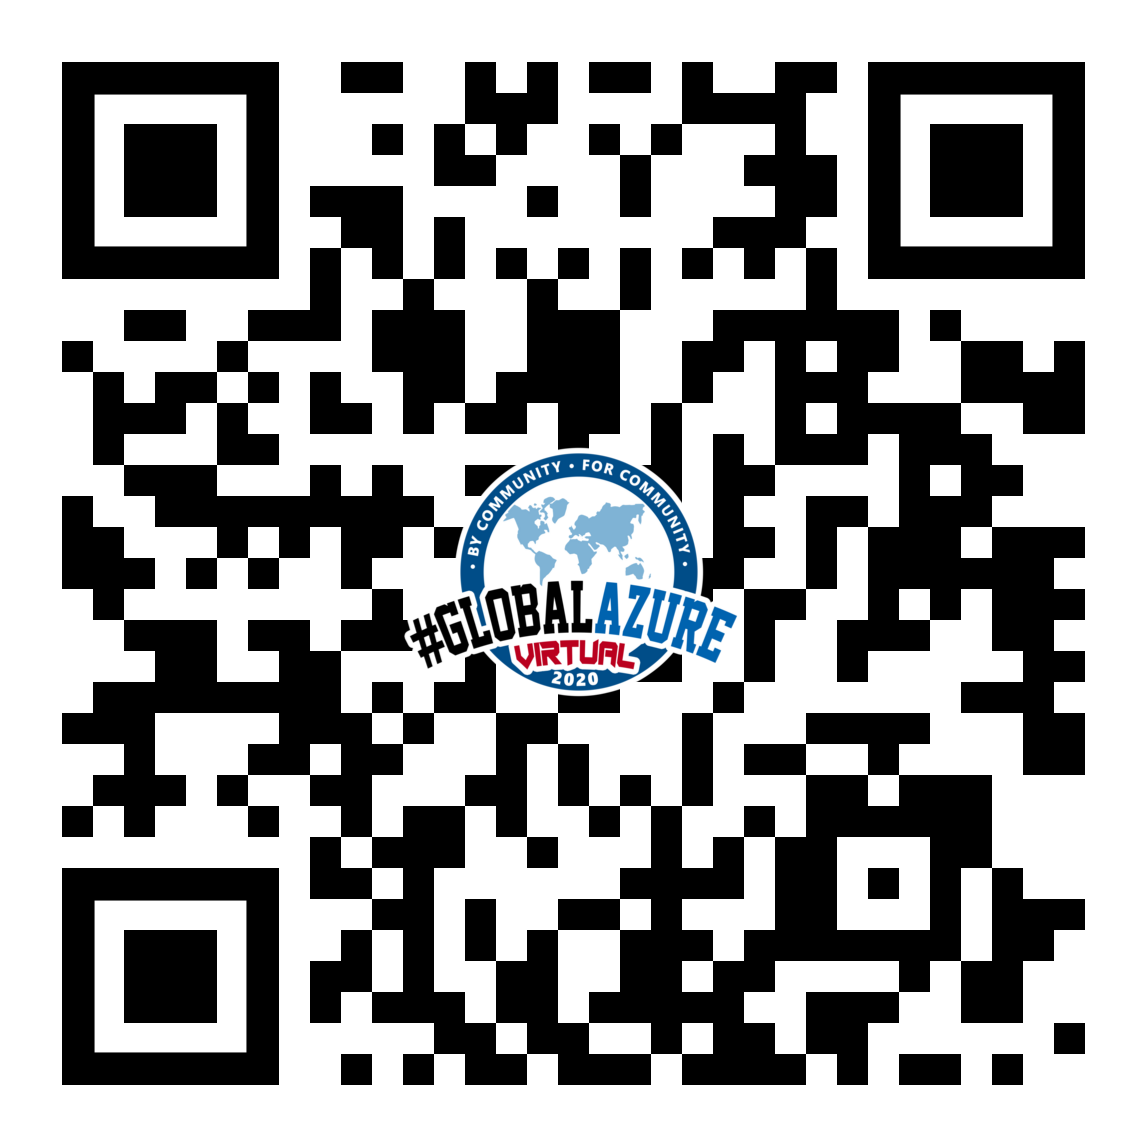 • BY COMMUNITY • FOR COMMUNITY •
#GLOBALAZURE
VIRTUAL
2020